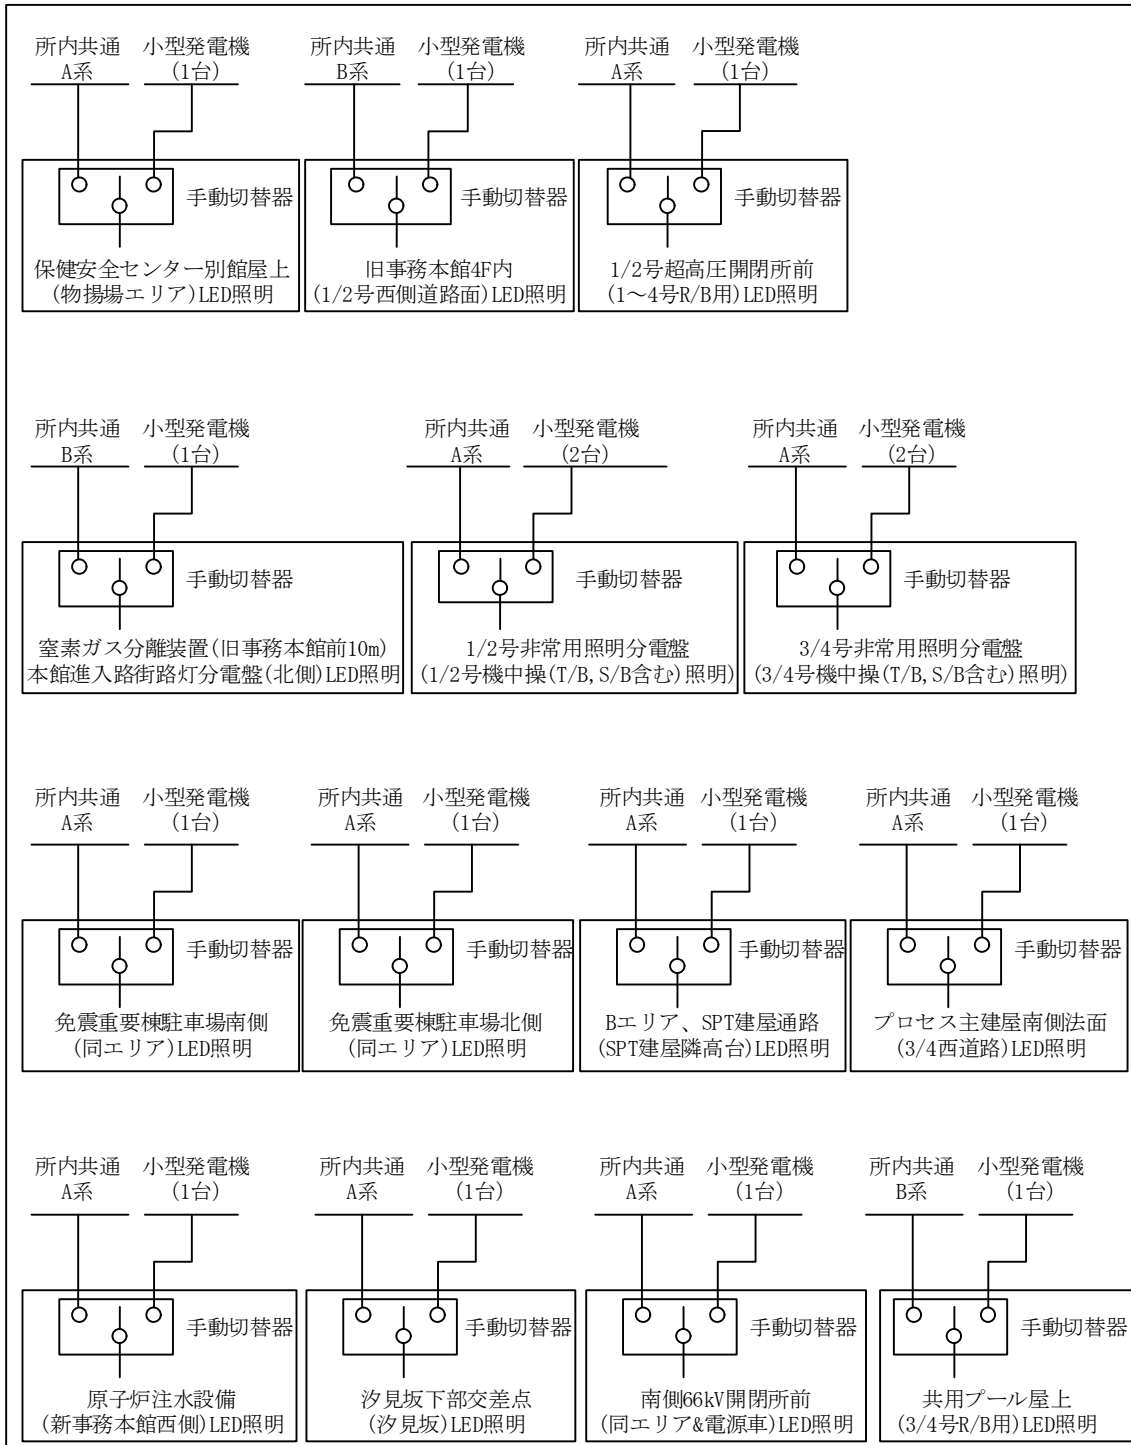 所内共通 小型発電機 所内共通 小型発電機 所内共通 小型発電機
A系 (1台) B系 (1台) A系 (1台)
手動切替器 手動切替器 手動切替器
保健安全センター別館屋上 旧事務本館4F内 1/2号超高圧開閉所前
(物揚場エリア)LED照明 (1/2号西側道路面)LED照明 (1～4号R/B用)LED照明
所内共通 小型発電機 所内共通 小型発電機 所内共通 小型発電機
B系 (1台) A系 (2台) A系 (2台)
手動切替器 手動切替器 手動切替器
窒素ガス分離装置(旧事務本館前10m) 1/2号非常用照明分電盤 3/4号非常用照明分電盤
本館進入路街路灯分電盤(北側)LED照明 (1/2号機中操(T/B,S/B含む)照明) (3/4号機中操(T/B,S/B含む)照明)
所内共通 小型発電機 所内共通 小型発電機 所内共通 小型発電機 所内共通 小型発電機
A系 (1台) A系 (1台) A系 (1台) A系 (1台)
手動切替器 手動切替器 手動切替器 手動切替器
免震重要棟駐車場南側 免震重要棟駐車場北側 Bエリア、SPT建屋通路 プロセス主建屋南側法面
(同エリア)LED照明 (同エリア)LED照明 (SPT建屋隣高台)LED照明 (3/4西道路)LED照明
所内共通 小型発電機 所内共通 小型発電機 所内共通 小型発電機 所内共通 小型発電機
A系 (1台) A系 (1台) A系 (1台) B系 (1台)
手動切替器 手動切替器 手動切替器 手動切替器
原子炉注水設備 汐見坂下部交差点 南側66kV開閉所前 共用プール屋上
(新事務本館西側)LED照明 (汐見坂)LED照明 (同エリア&電源車)LED照明 (3/4号R/B用)LED照明